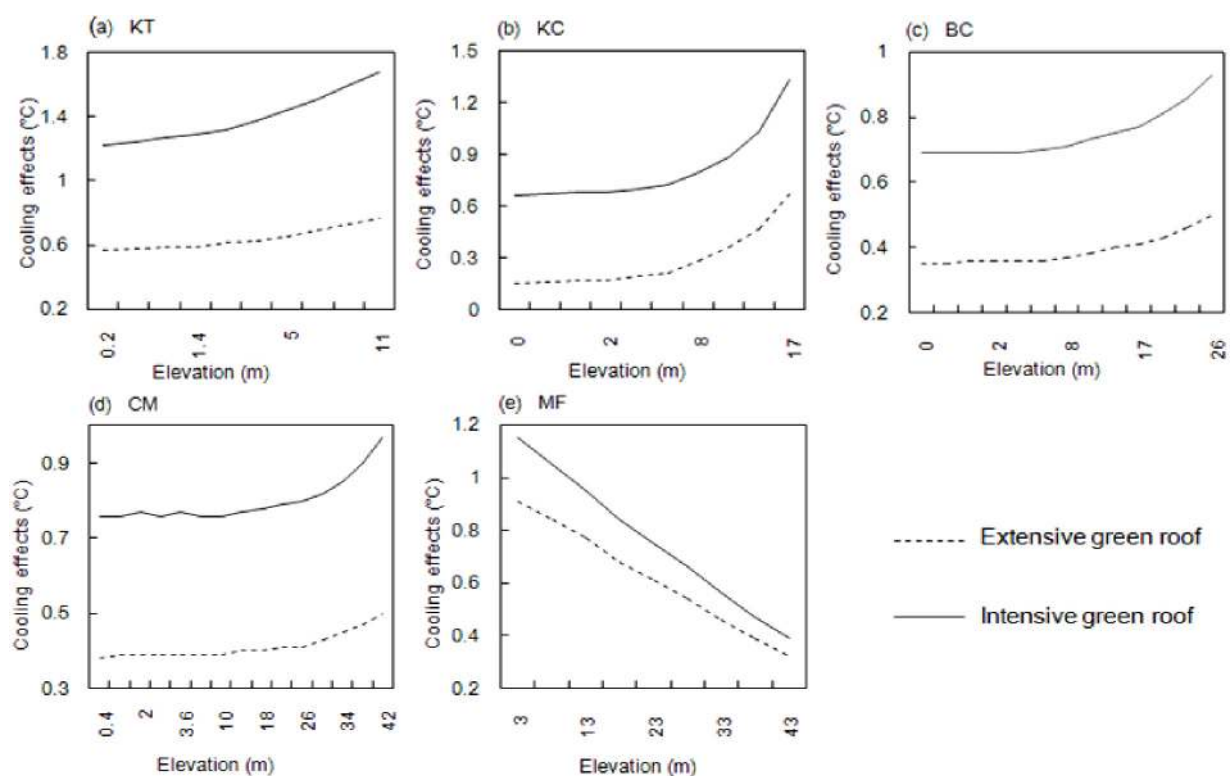 (a) KT
1.8
1.4
1
0.6
0.2
Cooling effects (°C)
0.2 1.4 5 11
Elevation (m)
(b) KC
1.5
1.2
0.9
0.6
0.3
0
Cooling effects (°C)
0 2 8 17
Elevation (m)
(c) BC
1
0.8
0.6
0.4
0.2
Cooling effects (°C)
0 2 8 17 26
Elevation (m)
(d) CM
0.9
0.7
0.5
0.3
Cooling effects (°C)
0.4 2 3.6 10 18 26 34 42
Elevation (m)
(e) MF
1.2
1
0.8
0.6
0.4
0.2
Cooling effects (°C)
3 13 23 33 43
Elevation (m)
Extensive green roof
Intensive green roof